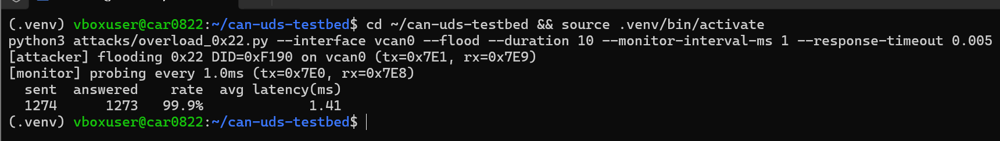 (.venv) vboxuser@car0822:~/can-uds-testbed$ cd ~/can-uds-testbed && source .venv/bin/activate
python3 attacks/overload_0x22.py --interface vcan0 --flood --duration 10 --monitor-interval-ms 1 --response-timeout 0.005
[attacker] flooding 0x22 DID=0xF190 on vcan0 (tx=0x7E1, rx=0x7E9)
[monitor] probing every 1.0ms (tx=0x7E0, rx=0x7E8)
  sent  answered    rate  avg latency(ms)
  1274      1273   99.9%             1.41
(.venv) vboxuser@car0822:~/can-uds-testbed$